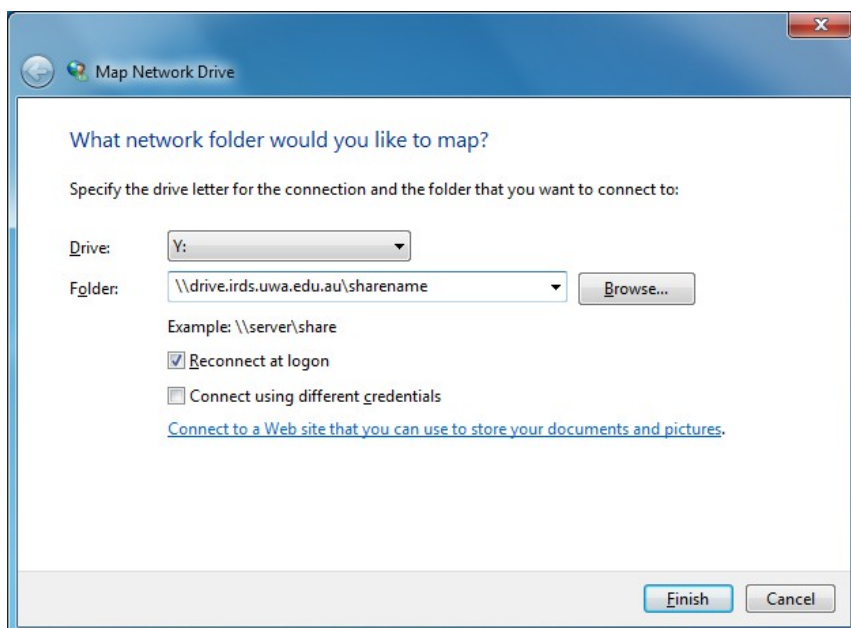 Map Network Drive
What network folder would you like to map?
Specify the drive letter for the connection and the folder that you want to connect to:
Drive: Y:
Folder: \\drive.irds.uwa.edu.au\sharename Browse...
Example: \\server\share
Reconnect at logon
Connect using different credentials
Connect to a Web site that you can use to store your documents and pictures.
Finish Cancel